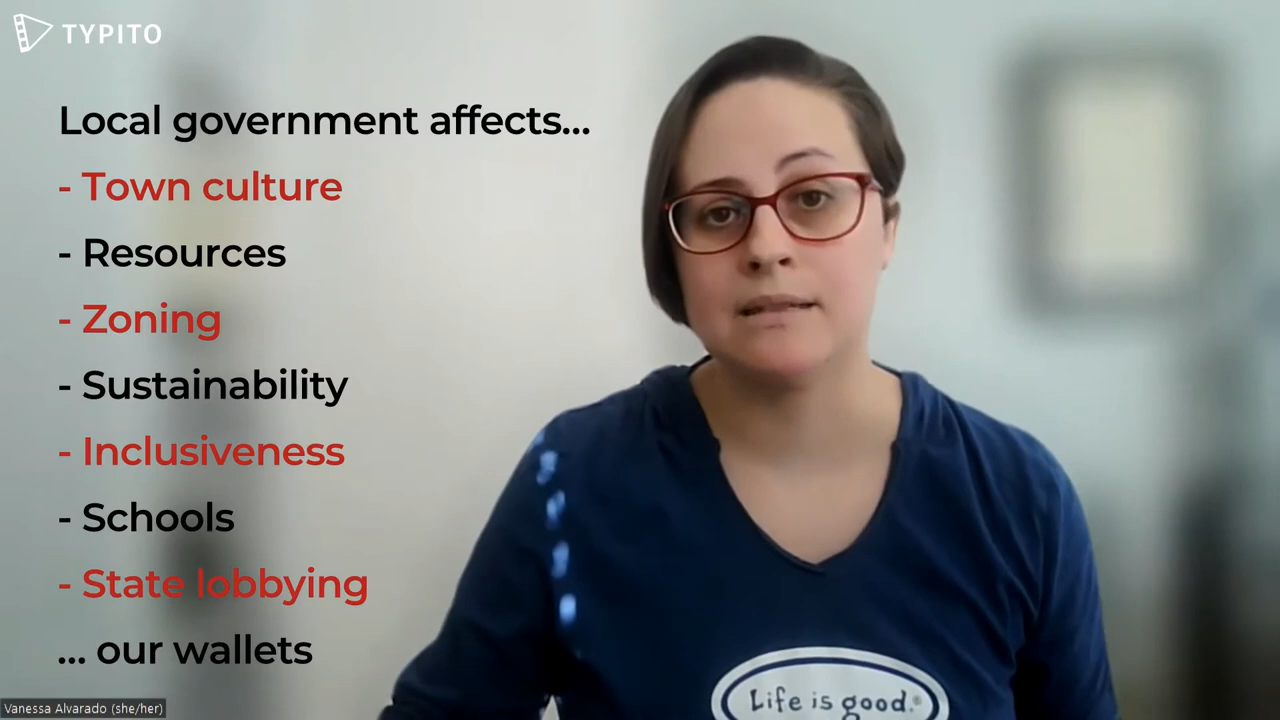 TYPITO
Local government affects...
- Town culture
- Resources
- Zoning
- Sustainability
- Inclusiveness
- Schools
- State lobbying
... our wallets
Life is good.®
Vanessa Alvarado (she/her)